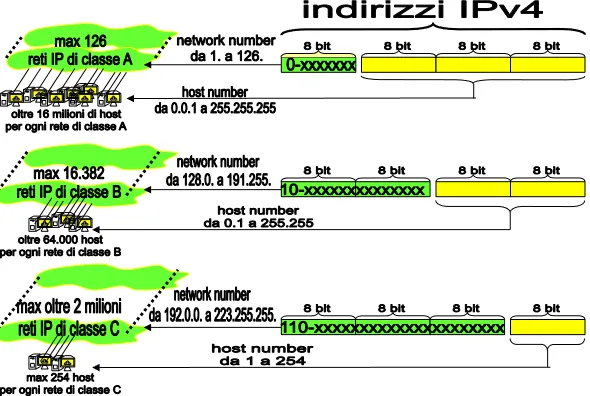 indirizzi IPv4
max 126
reti IP di classe A
network number
da 1. a 126.
8 bit 8 bit 8 bit 8 bit
0-xxxxxxx
host number
da 0.0.1 a 255.255.255
oltre 16 milioni di host
per ogni rete di classe A
max 16.382
reti IP di classe B
network number
da 128.0. a 191.255.
8 bit 8 bit 8 bit 8 bit
10-xxxxxxxxxxxxxx
host number
da 0.1 a 255.255
oltre 64.000 host
per ogni rete di classe B
max oltre 2 milioni
reti IP di classe C
network number
da 192.0.0. a 223.255.255.
8 bit 8 bit 8 bit 8 bit
110-xxxxxxxxxxxxxxxxxxxxx
host number
da 1 a 254
max 254 host
per ogni rete di classe C